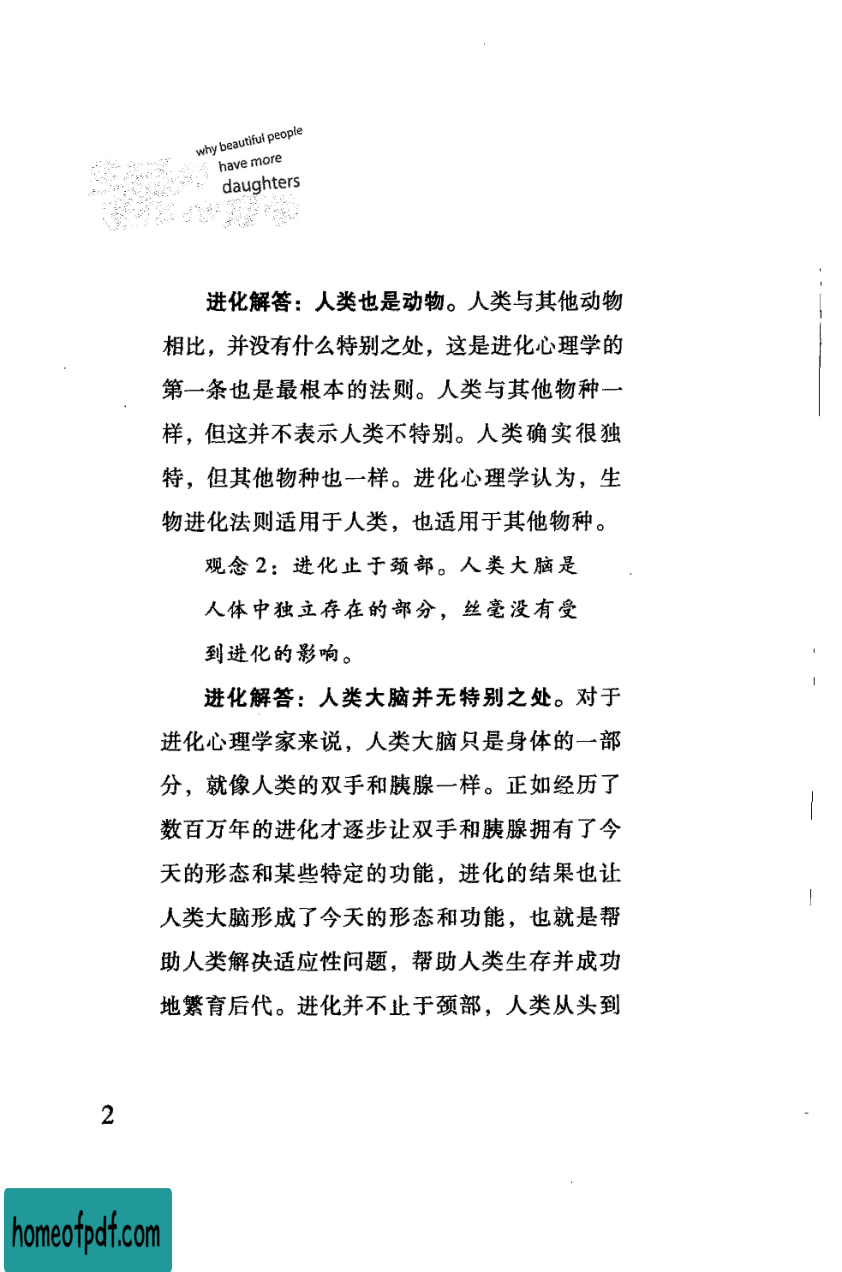 why beautiful people
have more
daughters
进化解答：人类也是动物。人类与其他动物
相比，并没有什么特别之处，这是进化心理学的
第一条也是最根本的法则。人类与其他物种一
样，但这并不表示人类不特别。人类确实很独
特，但其他物种也一样。进化心理学认为，生
物进化法则适用于人类，也适用于其他物种。
观念2：进化止于颈部。人类大脑是
人体中独立存在的部分，丝毫没有受
到进化的影响。
进化解答：人类大脑并无特别之处。对于
进化心理学家来说，人类大脑只是身体的一部
分，就像人类的双手和胰腺一样。正如经历了
数百万年的进化才逐步让双手和胰腺拥有了今
天的形态和某些特定的功能，进化的结果也让
人类大脑形成了今天的形态和功能，也就是帮
助人类解决适应性问题，帮助人类生存并成功
地繁育后代。进化并不止于颈部，人类从头到
2
homeofpdf.com